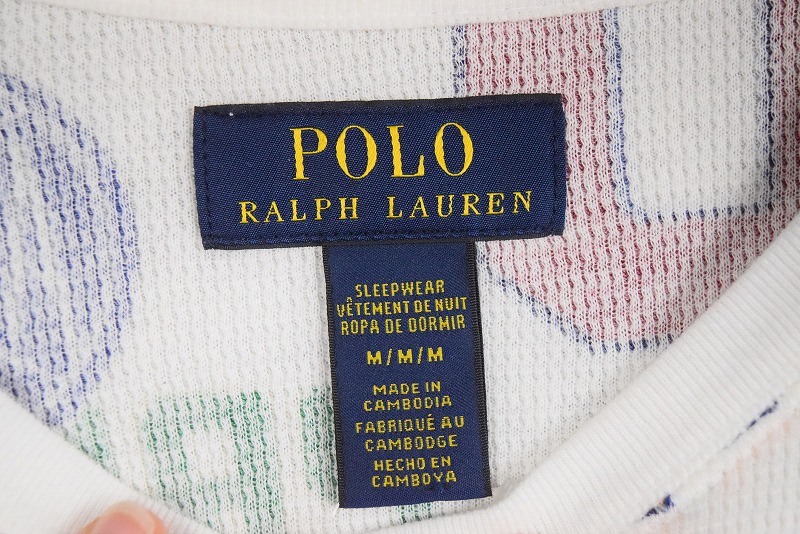 POLO
RALPH LAUREN
SLEEPWEAR
VÊTEMENT DE NUIT
ROPA DE DORMIR
M/M/M
MADE IN
CAMBODIA
FABRIQUÉ AU
CAMBODGE
HECHO EN
CAMBOYA